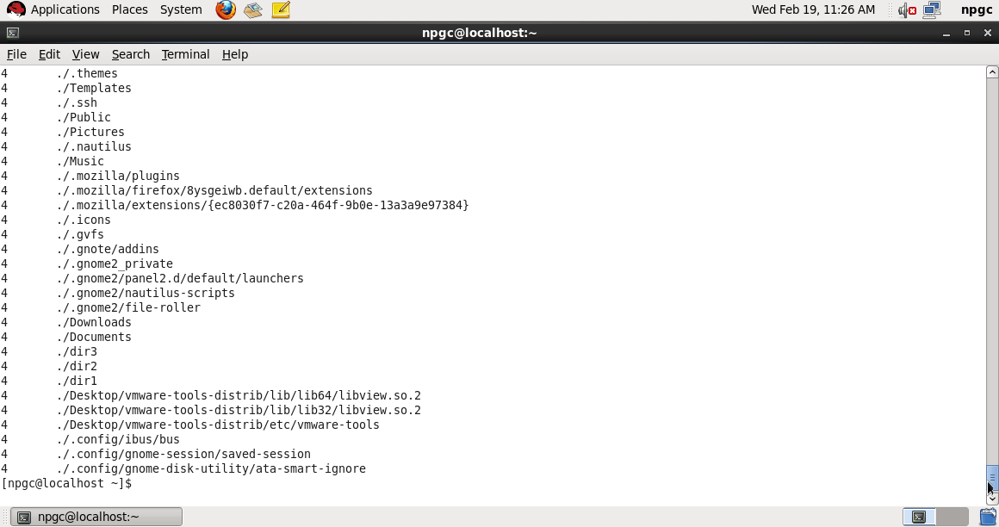 Applications Places System Wed Feb 19, 11:26 AM npgc
npgc@localhost:~
File Edit View Search Terminal Help
4 ./.themes
4 ./Templates
4 ./.ssh
4 ./Public
4 ./Pictures
4 ./.nautilus
4 ./Music
4 ./.mozilla/plugins
4 ./.mozilla/firefox/8ysgeiwb.default/extensions
4 ./.mozilla/extensions/{ec8030f7-c20a-464f-9b0e-13a3a9e97384}
4 ./.icons
4 ./.gvfs
4 ./.gnote/addins
4 ./.gnome2_private
4 ./.gnome2/panel2.d/default/launchers
4 ./.gnome2/nautilus-scripts
4 ./.gnome2/file-roller
4 ./Downloads
4 ./Documents
4 ./dir3
4 ./dir2
4 ./dir1
4 ./Desktop/vmware-tools-distrib/lib/lib64/libview.so.2
4 ./Desktop/vmware-tools-distrib/lib/lib32/libview.so.2
4 ./Desktop/vmware-tools-distrib/etc/vmware-tools
4 ./.config/ibus/bus
4 ./.config/gnome-session/saved-session
4 ./.config/gnome-disk-utility/ata-smart-ignore
[npgc@localhost ~]$
npgc@localhost:~